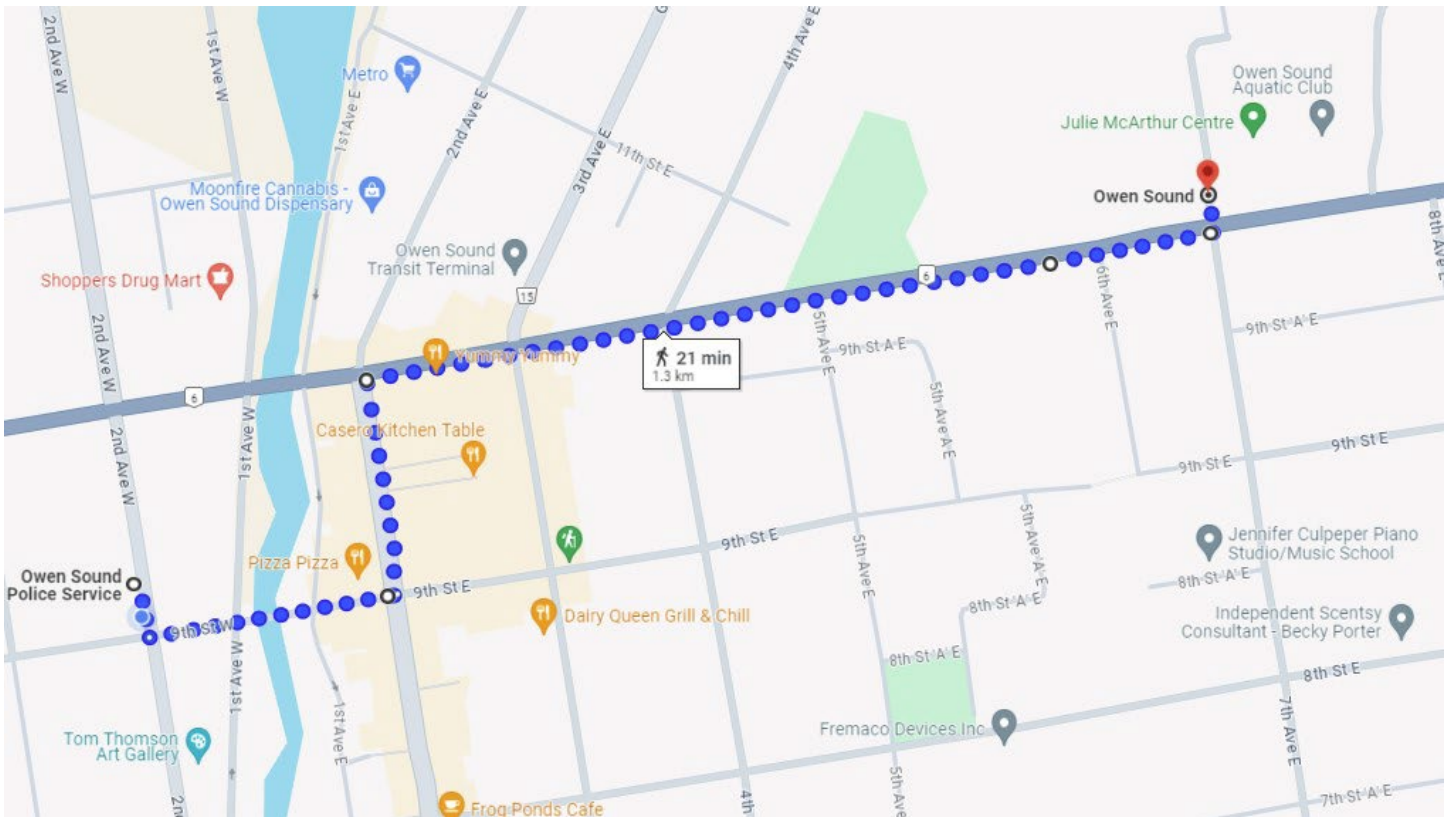 2nd Ave W
1st Ave W
1st Ave E
Metro
2nd Ave E
3rd Ave E
G
4th Ave E
11th St E
Owen Sound
Aquatic Club
Julie McArthur Centre
Owen Sound
Moonfire Cannabis -
Owen Sound Dispensary
Owen Sound
Transit Terminal
Shoppers Drug Mart
15
6
8th Ave E
2nd Ave W
6
Yummy Yummy
21 min
1.3 km
5th Ave E
6th Ave E
9th St A E
9th St 'A' E
5th Ave A E
1st Ave W
2nd Ave W
Casero Kitchen Table
9th St E
9th St E
9th St E
5th Ave E
5th Ave 'A' E
Pizza Pizza
Jennifer Culpeper Piano
Studio/Music School
8th St 'A' E
Owen Sound
Police Service
9th St E
9th St W
Dairy Queen Grill & Chill
8th St 'A' E
Independent Scentsy
Consultant - Becky Porter
8th St 'A' E
8th St E
1st Ave W
1st Ave E
Tom Thomson
Art Gallery
Fremaco Devices Inc
7th Ave E
2nd
Frog Ponds Cafe
4th
5th Ave
7th St 'A' E